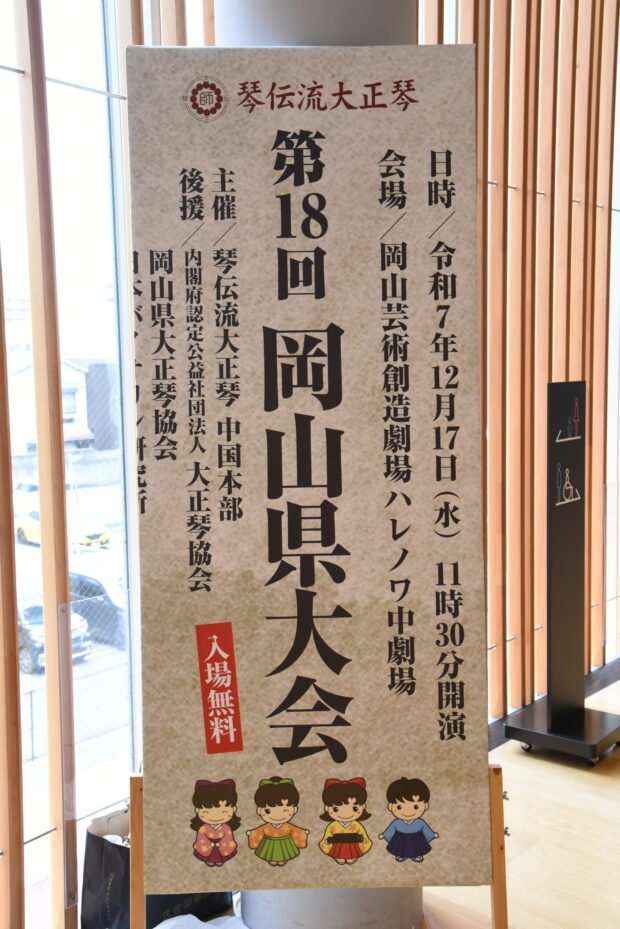 琴伝流大正琴
日時／令和7年12月17日(水) 11時30分開演
会場／岡山芸術創造劇場ハレノワ中劇場
第18回 岡山県大会
主催／琴伝流大正琴 中国本部
後援／内閣府認定公益社団法人 大正琴協会
岡山県大正琴協会
入場無料
師